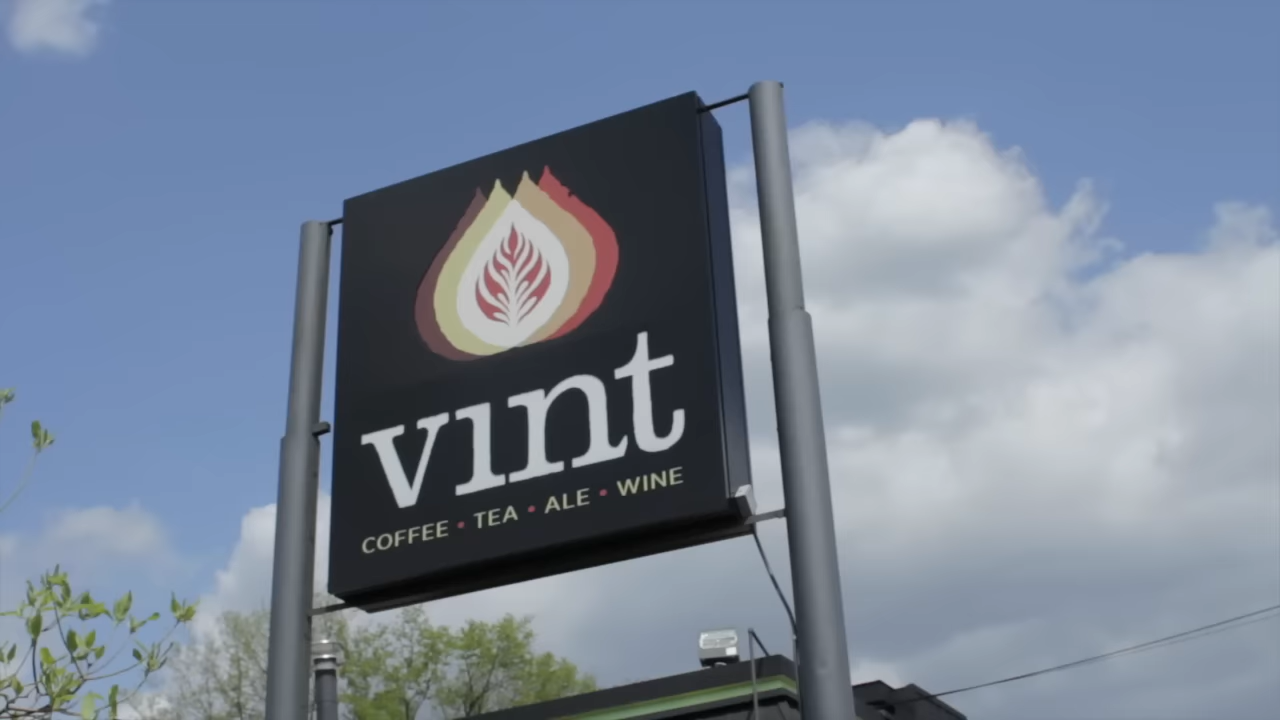 vint
COFFEE • TEA • ALE • WINE